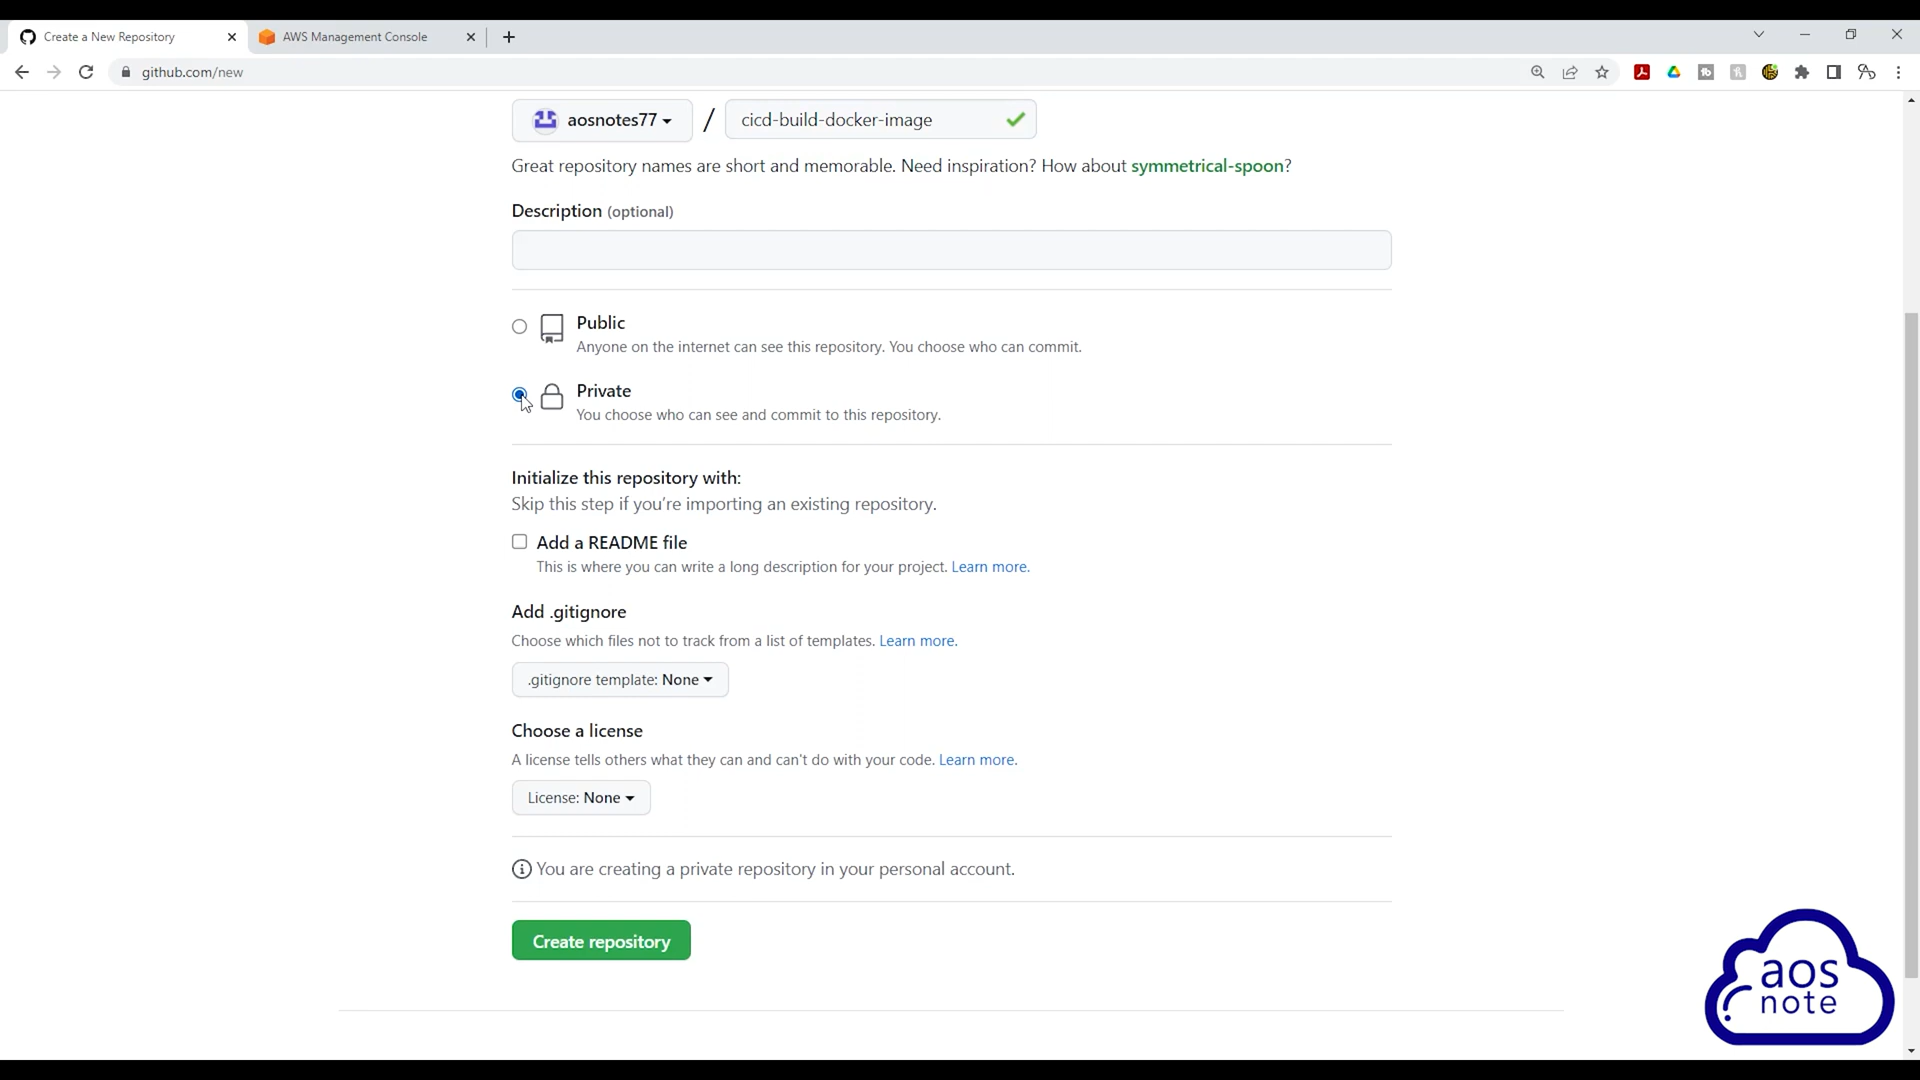 Create a New Repository
AWS Management Console
github.com/new
aosnotes77 / cicd-build-docker-image
Great repository names are short and memorable. Need inspiration? How about symmetrical-spoon?
Description (optional)
Public
Anyone on the internet can see this repository. You choose who can commit.
Private
You choose who can see and commit to this repository.
Initialize this repository with:
Skip this step if you’re importing an existing repository.
Add a README file
This is where you can write a long description for your project. Learn more.
Add .gitignore
Choose which files not to track from a list of templates. Learn more.
.gitignore template: None
Choose a license
A license tells others what they can and can't do with your code. Learn more.
License: None
You are creating a private repository in your personal account.
Create repository
aos
note